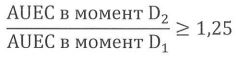 AUEC в момент D₂
AUEC в момент D₁
≥ 1,25